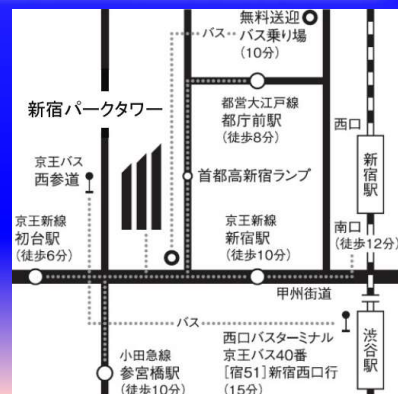 無料送迎
バス乗り場
(10分)
バス
新宿パークタワー
都営大江戸線
都庁前駅
(徒歩8分)
西口
新宿駅
京王バス
西参道
首都高新宿ランプ
京王新線
初台駅
(徒歩6分)
京王新線
新宿駅
(徒歩10分)
南口
(徒歩12分)
甲州街道
バス
渋谷駅
小田急線
参宮橋駅
(徒歩10分)
西口バスターミナル
京王バス40番
[宿51]新宿西口行
(15分)